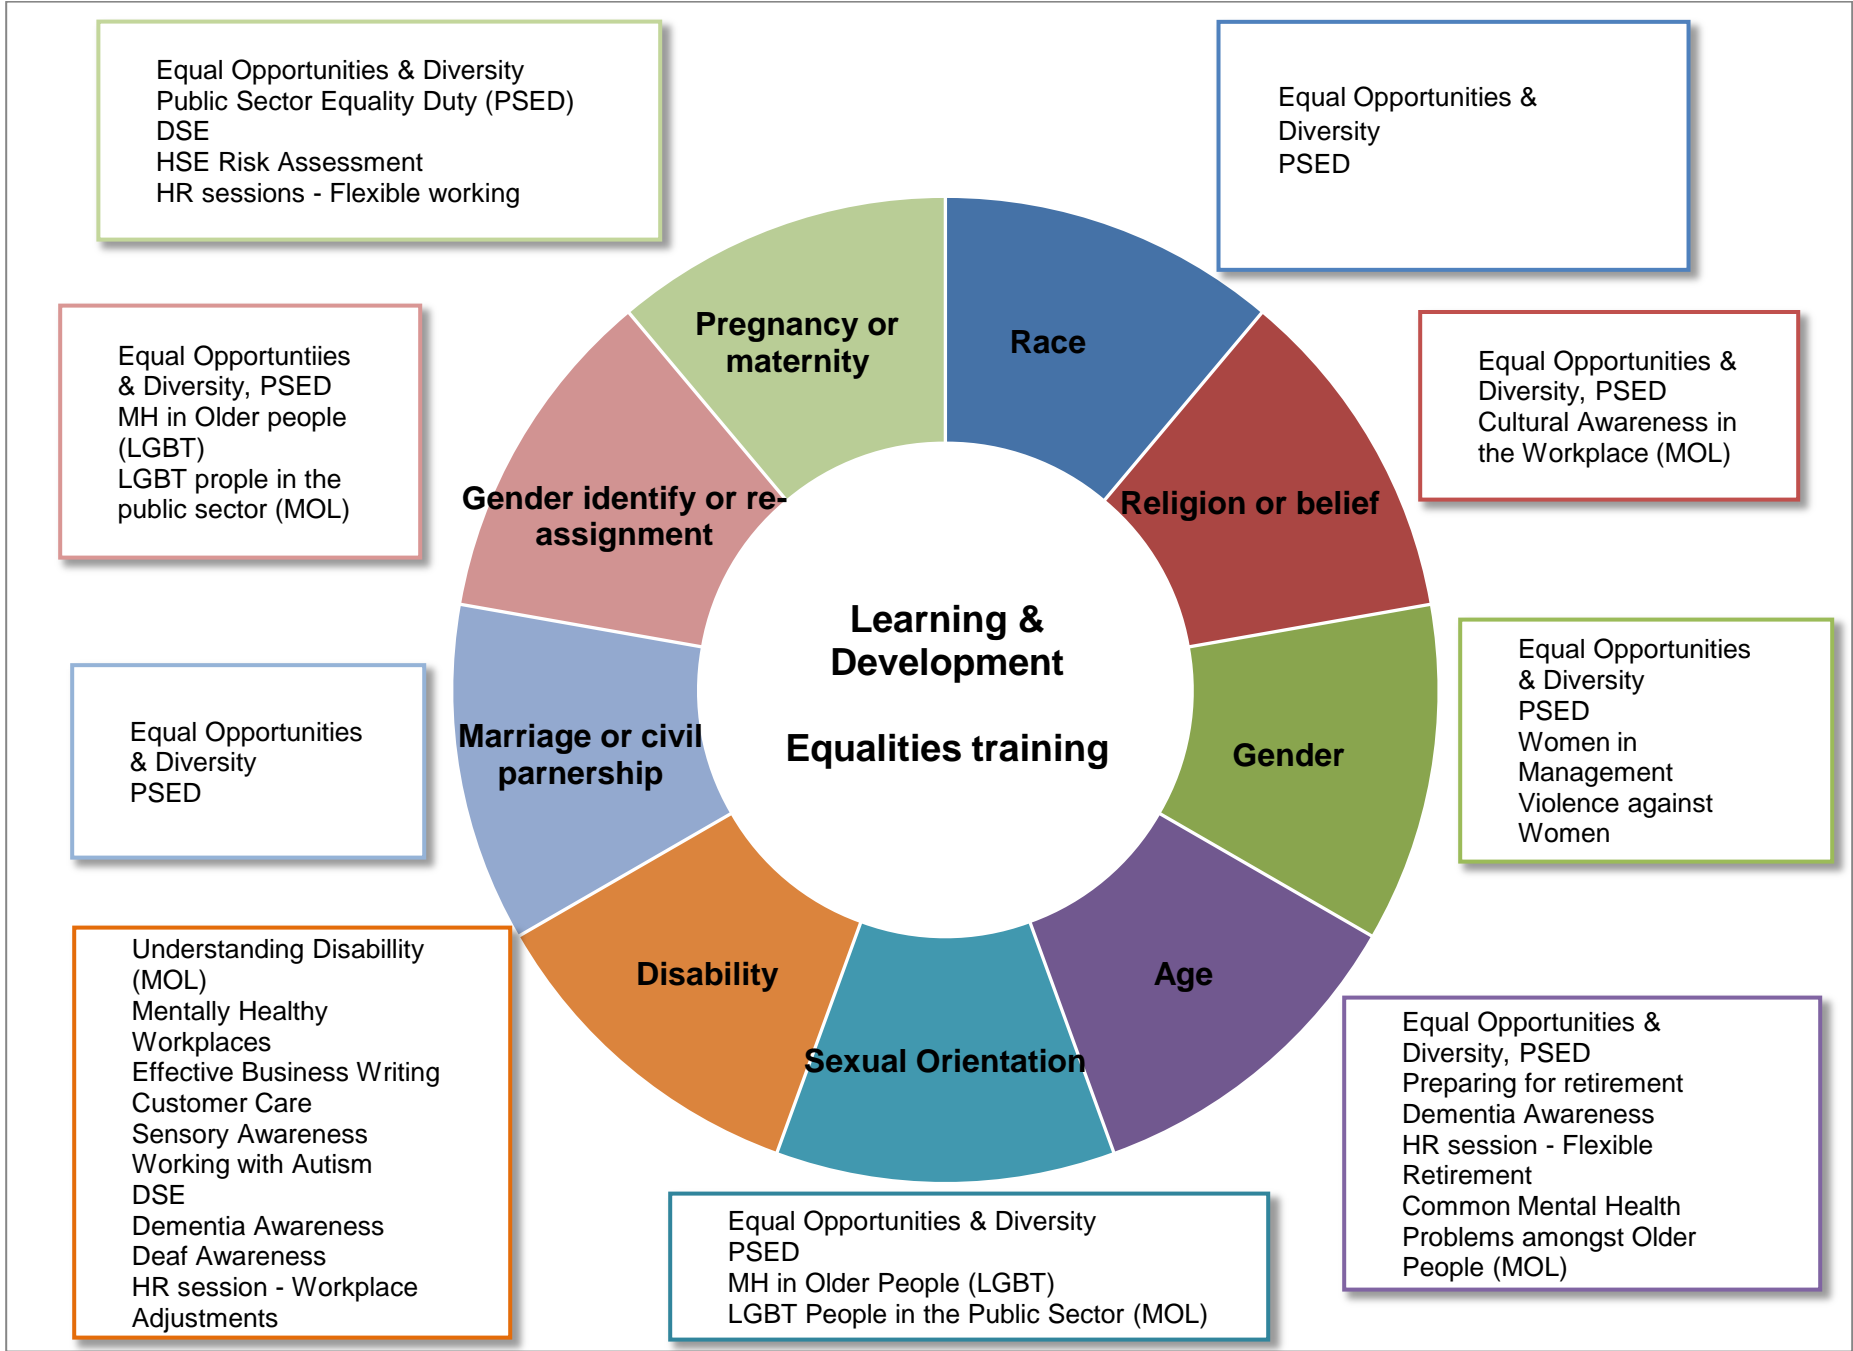 Equal Opportunities & Diversity
Public Sector Equality Duty (PSED)
DSE
HSE Risk Assessment
HR sessions - Flexible working
Equal Opportunities &
Diversity
PSED
Pregnancy or
maternity
Race
Equal Opportuntiies
& Diversity, PSED
MH in Older people
(LGBT)
LGBT prople in the
public sector (MOL)
Equal Opportunities &
Diversity, PSED
Cultural Awareness in
the Workplace (MOL)
Gender identify or re-
assignment
Religion or belief
Learning &
Development
Equalities training
Equal Opportunities
& Diversity
PSED
Women in
Management
Violence against
Women
Equal Opportunities
& Diversity
PSED
Marriage or civil
parnership
Gender
Disability
Age
Sexual Orientation
Understanding Disabillity
(MOL)
Mentally Healthy
Workplaces
Effective Business Writing
Customer Care
Sensory Awareness
Working with Autism
DSE
Dementia Awareness
Deaf Awareness
HR session - Workplace
Adjustments
Equal Opportunities & Diversity
PSED
MH in Older People (LGBT)
LGBT People in the Public Sector (MOL)
Equal Opportunities &
Diversity, PSED
Preparing for retirement
Dementia Awareness
HR session - Flexible
Retirement
Common Mental Health
Problems amongst Older
People (MOL)